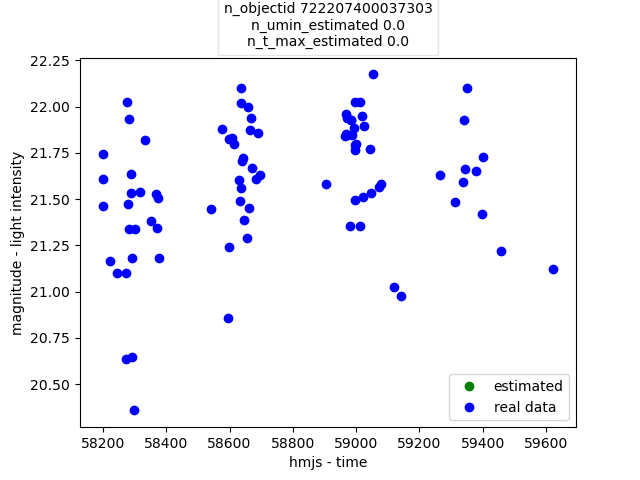 n_objectid 722207400037303
n_umin_estimated 0.0
n_t_max_estimated 0.0
22.25
22.00
21.75
21.50
21.25
21.00
20.75
20.50
magnitude - light intensity
estimated
real data
58200 58400 58600 58800 59000 59200 59400 59600
hmjs - time